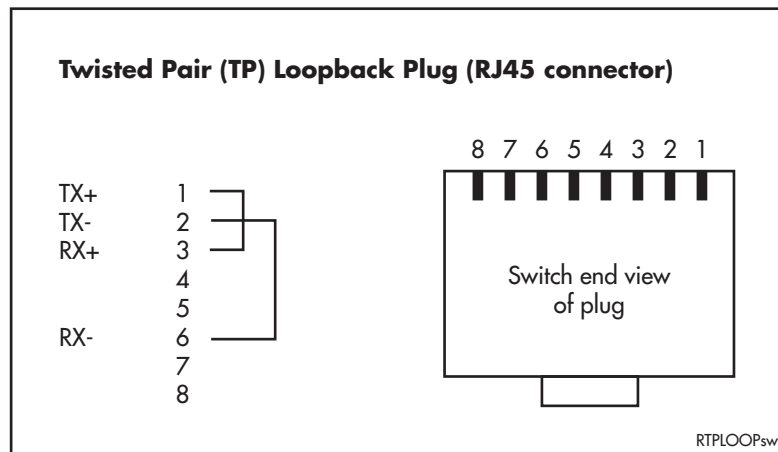 Twisted Pair (TP) Loopback Plug (RJ45 connector)
TX+ 1
TX- 2
RX+ 3
4
5
RX- 6
7
8
8 7 6 5 4 3 2 1
Switch end view
of plug
RTPLOOPsw